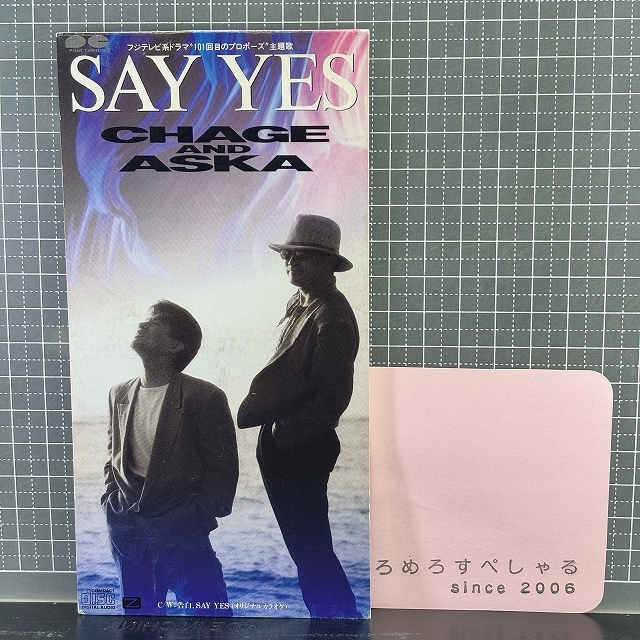 PONY CANYON
フジテレビ系ドラマ"101回目のプロポーズ"主題歌
SAY YES
CHAGE
AND
ASKA
COMPACT
disc
DIGITAL AUDIO
C/W 告白, SAY YES(オリジナルカラオケ)
ろめろすぺしゃる
since 2006